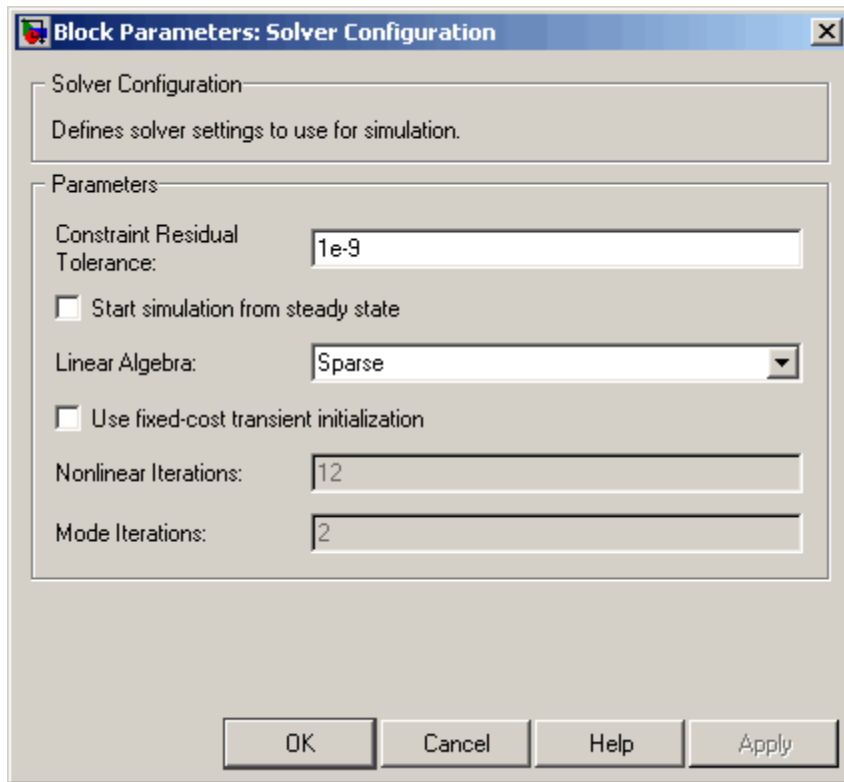 Block Parameters: Solver Configuration
Solver Configuration
Defines solver settings to use for simulation.
Parameters
Constraint Residual
Tolerance:
1e-9
Start simulation from steady state
Linear Algebra:
Sparse
Use fixed-cost transient initialization
Nonlinear Iterations:
12
Mode Iterations:
2
OK
Cancel
Help
Apply